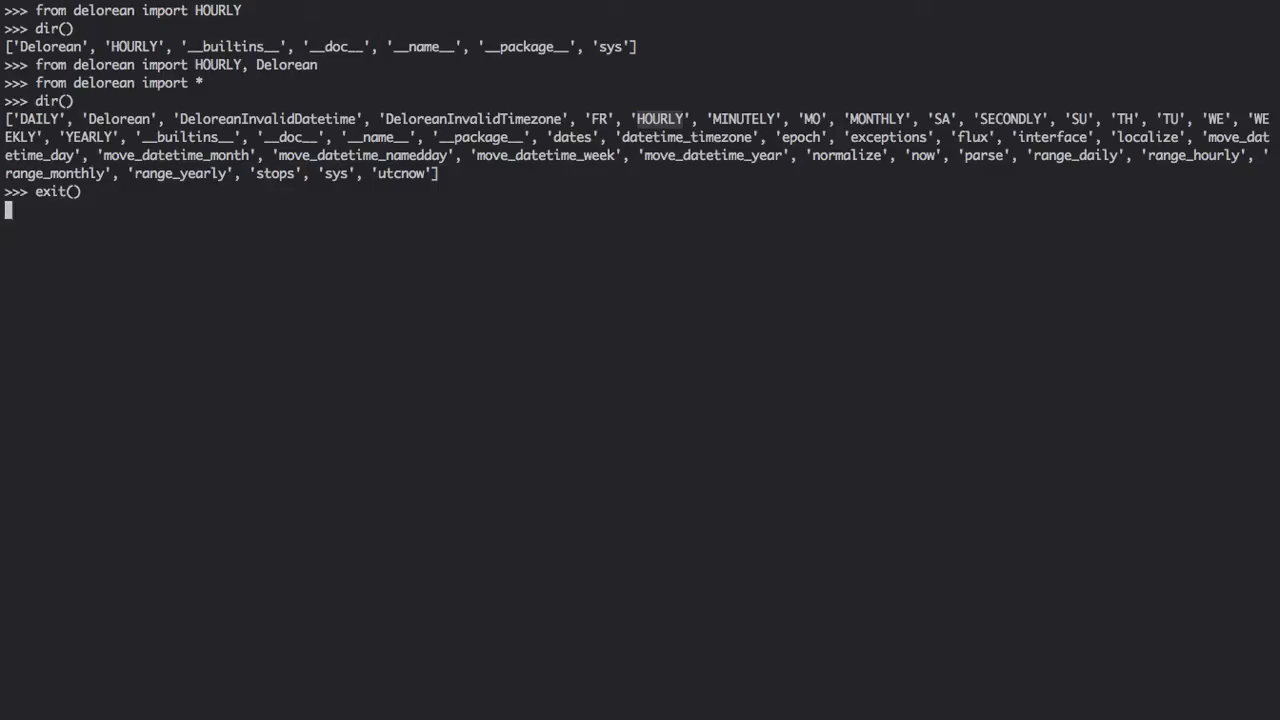 >>> from delorean import HOURLY
>>> dir()
['Delorean', 'HOURLY', '__builtins__', '__doc__', '__name__', '__package__', 'sys']
>>> from delorean import HOURLY, Delorean
>>> from delorean import *
>>> dir()
['DAILY', 'Delorean', 'DeloreanInvalidDatetime', 'DeloreanInvalidTimezone', 'FR', 'HOURLY', 'MINUTELY', 'MO', 'MONTHLY', 'SA', 'SECONDLY', 'SU', 'TH', 'TU', 'WE', 'WE
EKLY', 'YEARLY', '__builtins__', '__doc__', '__name__', '__package__', 'dates', 'datetime_timezone', 'epoch', 'exceptions', 'flux', 'interface', 'localize', 'move_dat
etime_day', 'move_datetime_month', 'move_datetime_namedday', 'move_datetime_week', 'move_datetime_year', 'normalize', 'now', 'parse', 'range_daily', 'range_hourly', '
range_monthly', 'range_yearly', 'stops', 'sys', 'utcnow']
>>> exit()